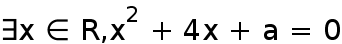 ∃x ∈ R,x² + 4x + a = 0